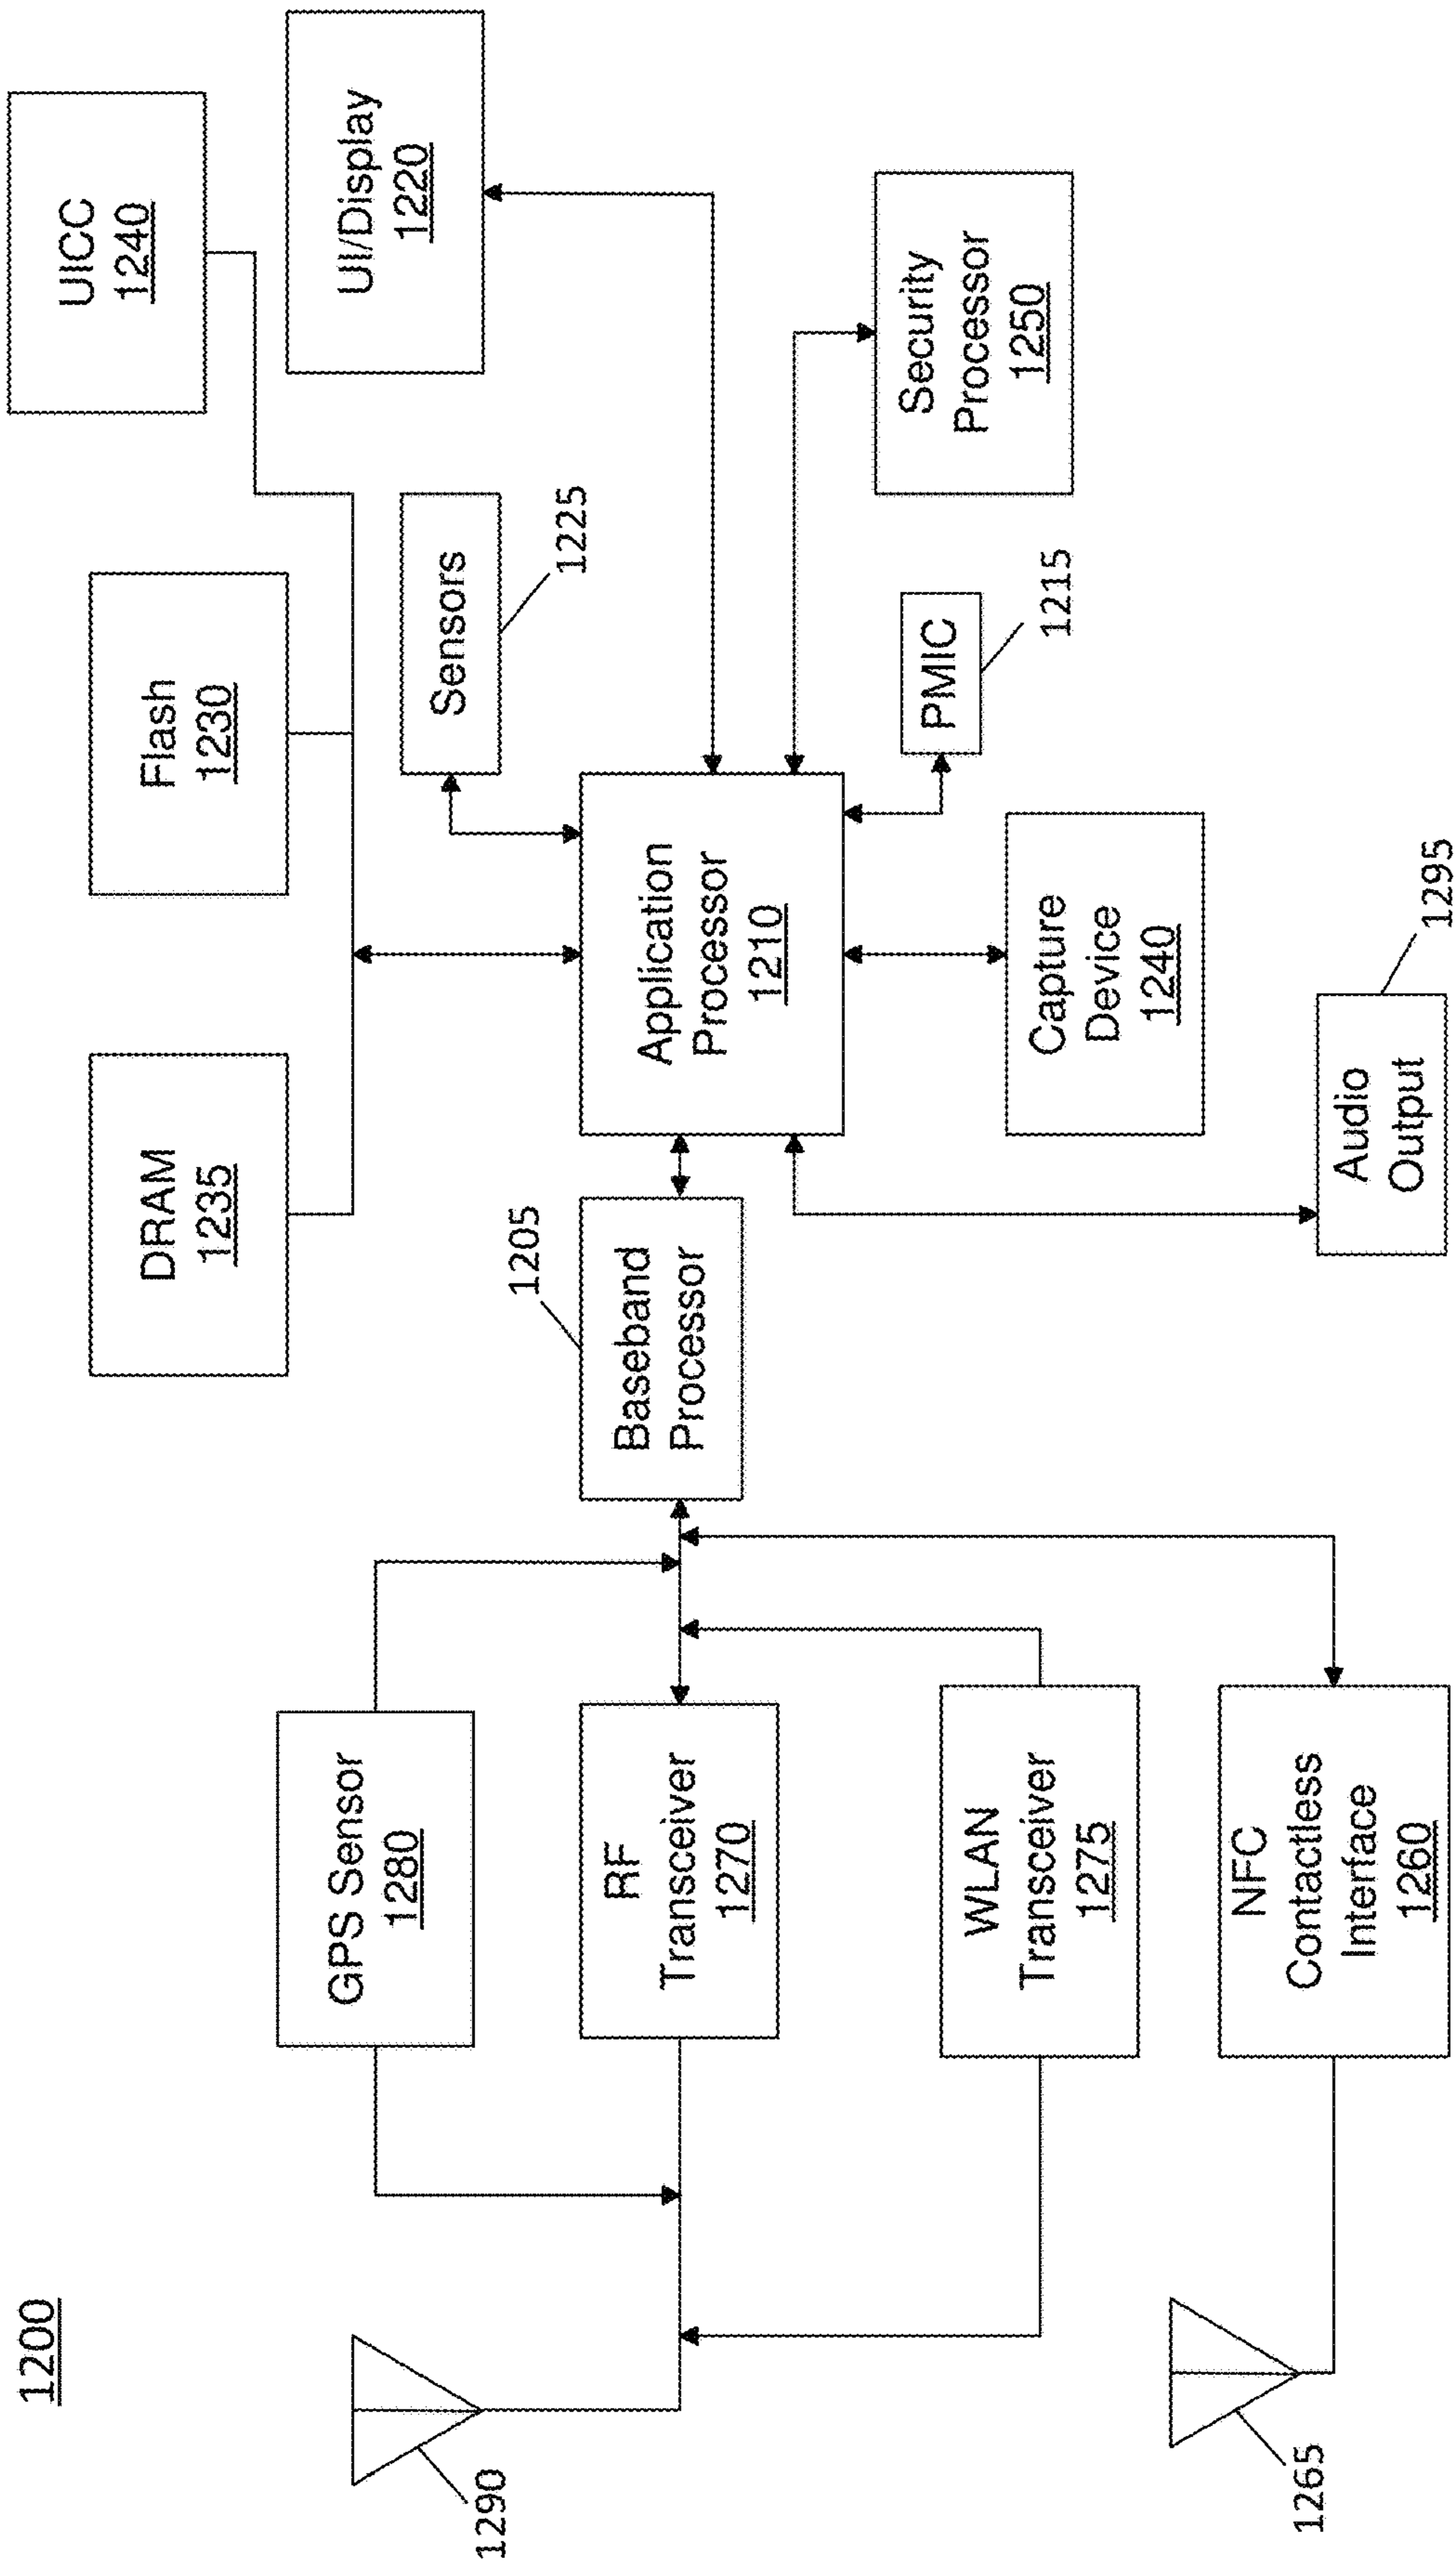 1200
UICC
1240
DRAM
1235
Flash
1230
UI/Display
1220
GPS Sensor
1280
Sensors
1225
1290
RF
Transceiver
1270
1205
Baseband
Processor
Application
Processor
1210
Security
Processor
1250
PMIC
1215
WLAN
Transceiver
1275
Capture
Device
1240
NFC
Contactless
Interface
1260
1265
Audio
Output
1295